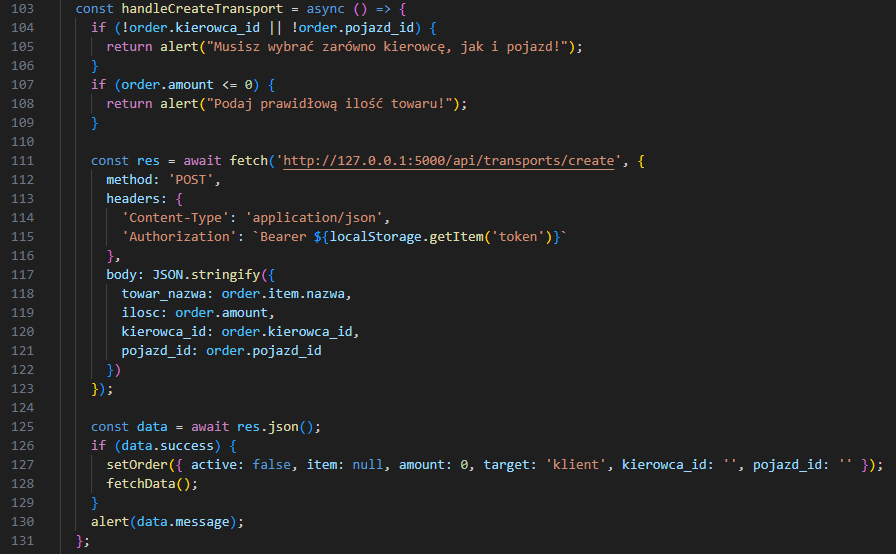 103 const handleCreateTransport = async () => {
104 if (!order.kierowca_id || !order.pojazd_id) {
105 return alert("Musisz wybrać zarówno kierowcę, jak i pojazd!");
106 }
107 if (order.amount <= 0) {
108 return alert("Podaj prawidłową ilość towaru!");
109 }
110
111 const res = await fetch('http://127.0.0.1:5000/api/transports/create', {
112 method: 'POST',
113 headers: {
114 'Content-Type': 'application/json',
115 'Authorization': `Bearer ${localStorage.getItem('token')}`
116 },
117 body: JSON.stringify({
118 towar_nazwa: order.item.nazwa,
119 ilosc: order.amount,
120 kierowca_id: order.kierowca_id,
121 pojazd_id: order.pojazd_id
122 })
123 });
124
125 const data = await res.json();
126 if (data.success) {
127 setOrder({ active: false, item: null, amount: 0, target: 'klient', kierowca_id: '', pojazd_id: '' });
128 fetchData();
129 }
130 alert(data.message);
131 };